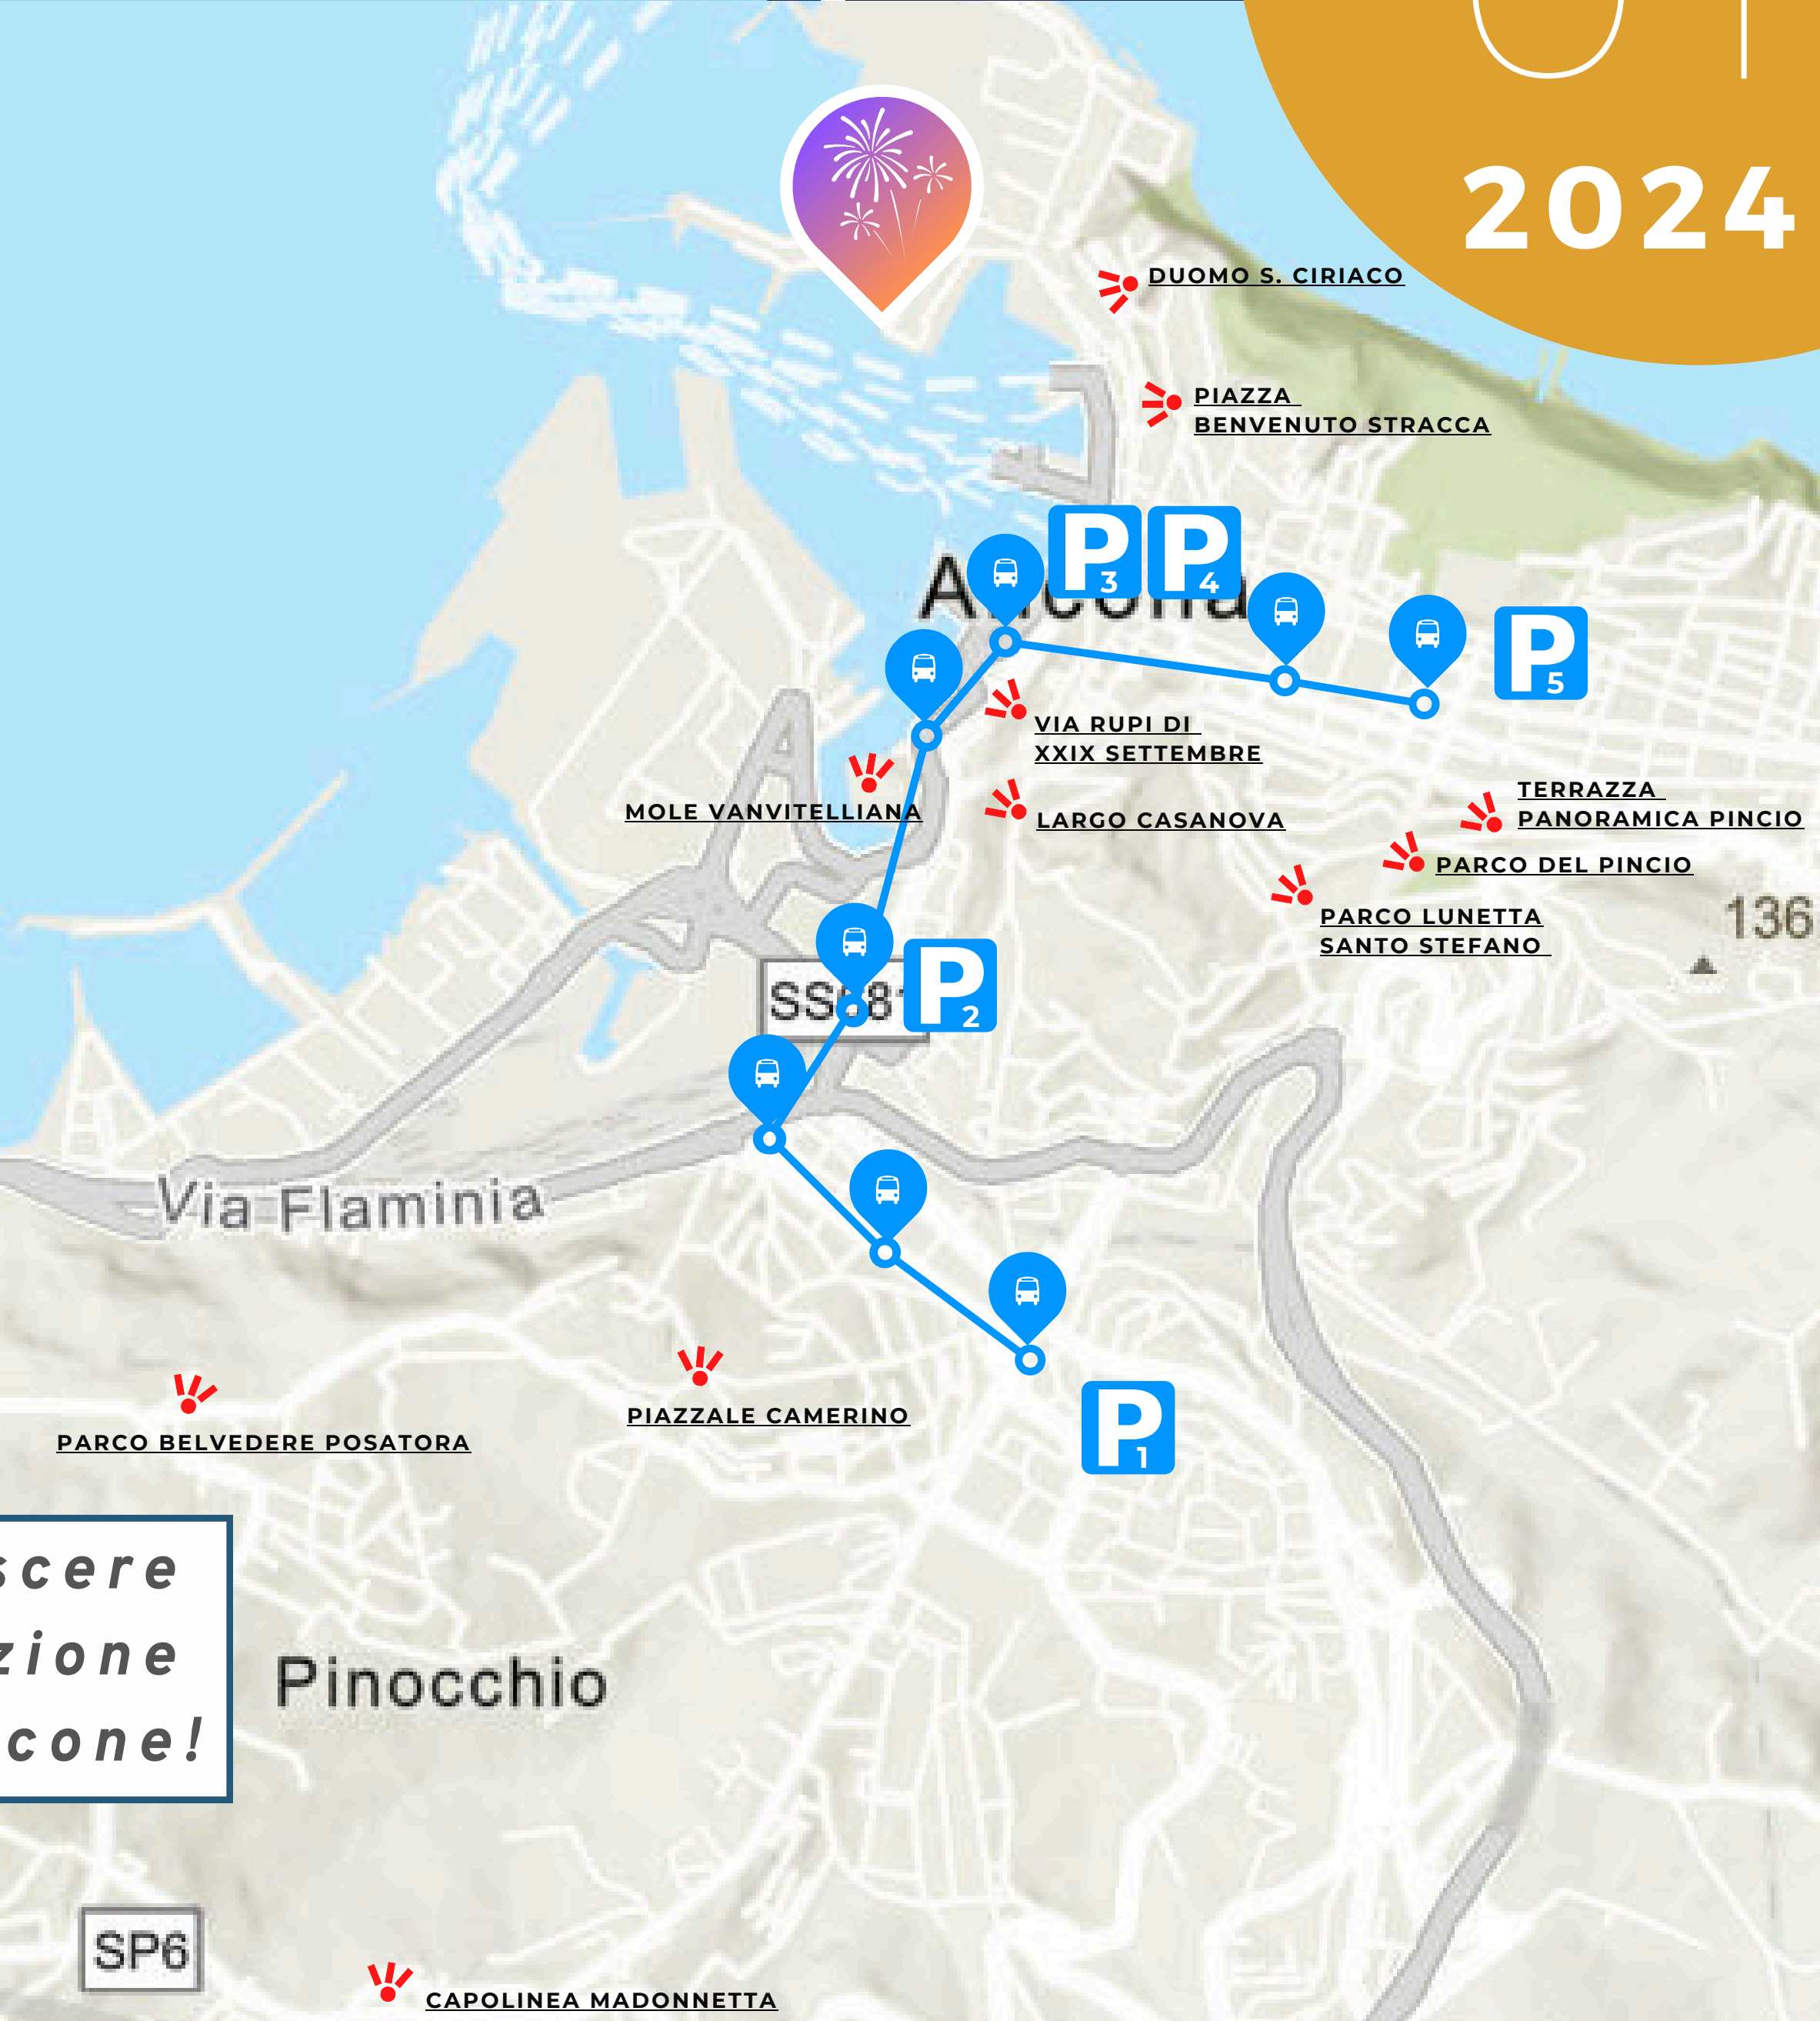 2024
DUOMO S. CIRIACO
PIAZZA
BENVENUTO STRACCA
P3
P4
P5
VIA RUPI DI
XXIX SETTEMBRE
MOLE VANVITELLIANA
LARGO CASANOVA
TERRAZZA
PANORAMICA PINCIO
PARCO DEL PINCIO
PARCO LUNETTA
SANTO STEFANO
136
P2
Via Flaminia
PIAZZALE CAMERINO
PARCO BELVEDERE POSATORA
P1
scere
zione
cone!
Pinocchio
SP6
CAPOLINEA MADONNETTA